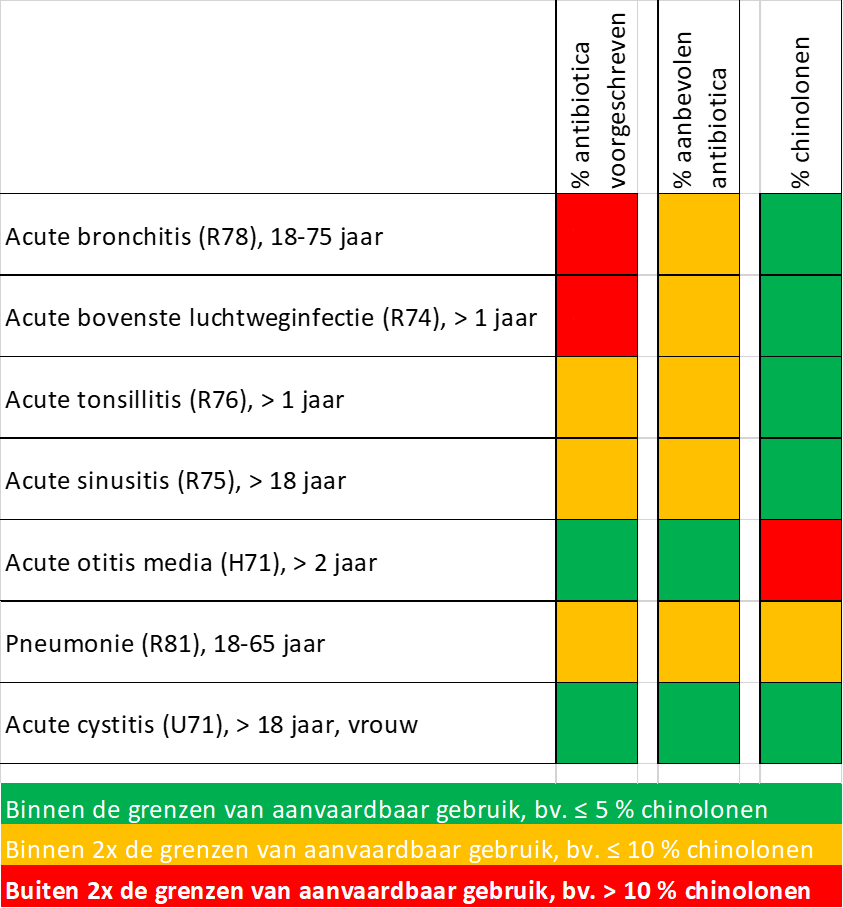 % antibiotica
voorgeschreven
% aanbevolen
antibiotica
% chinolonen
Acute bronchitis (R78), 18-75 jaar
Acute bovenste luchtweginfectie (R74), > 1 jaar
Acute tonsillitis (R76), > 1 jaar
Acute sinusitis (R75), > 18 jaar
Acute otitis media (H71), > 2 jaar
Pneumonie (R81), 18-65 jaar
Acute cystitis (U71), > 18 jaar, vrouw
Binnen de grenzen van aanvaardbaar gebruik, bv. ≤ 5 % chinolonen
Binnen 2x de grenzen van aanvaardbaar gebruik, bv. ≤ 10 % chinolonen
Buiten 2x de grenzen van aanvaardbaar gebruik, bv. > 10 % chinolonen